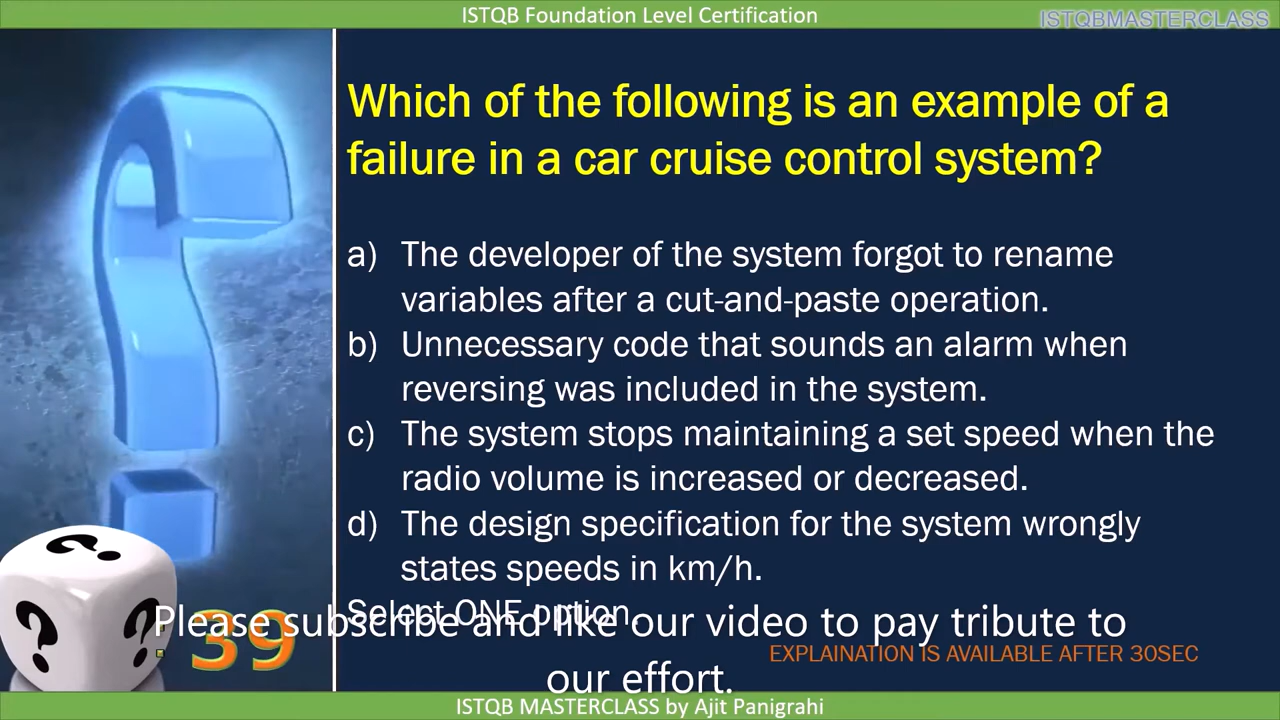 ISTQB Foundation Level Certification
ISTQBMASTERCLASS
Which of the following is an example of a
failure in a car cruise control system?
a) The developer of the system forgot to rename
variables after a cut-and-paste operation.
b) Unnecessary code that sounds an alarm when
reversing was included in the system.
c) The system stops maintaining a set speed when the
radio volume is increased or decreased.
d) The design specification for the system wrongly
states speeds in km/h.
Select ONE option.
: 39
Please subscribe and like our video to pay tribute to
our effort.
EXPLAINATION IS AVAILABLE AFTER 30SEC
ISTQB MASTERCLASS by Ajit Panigrahi